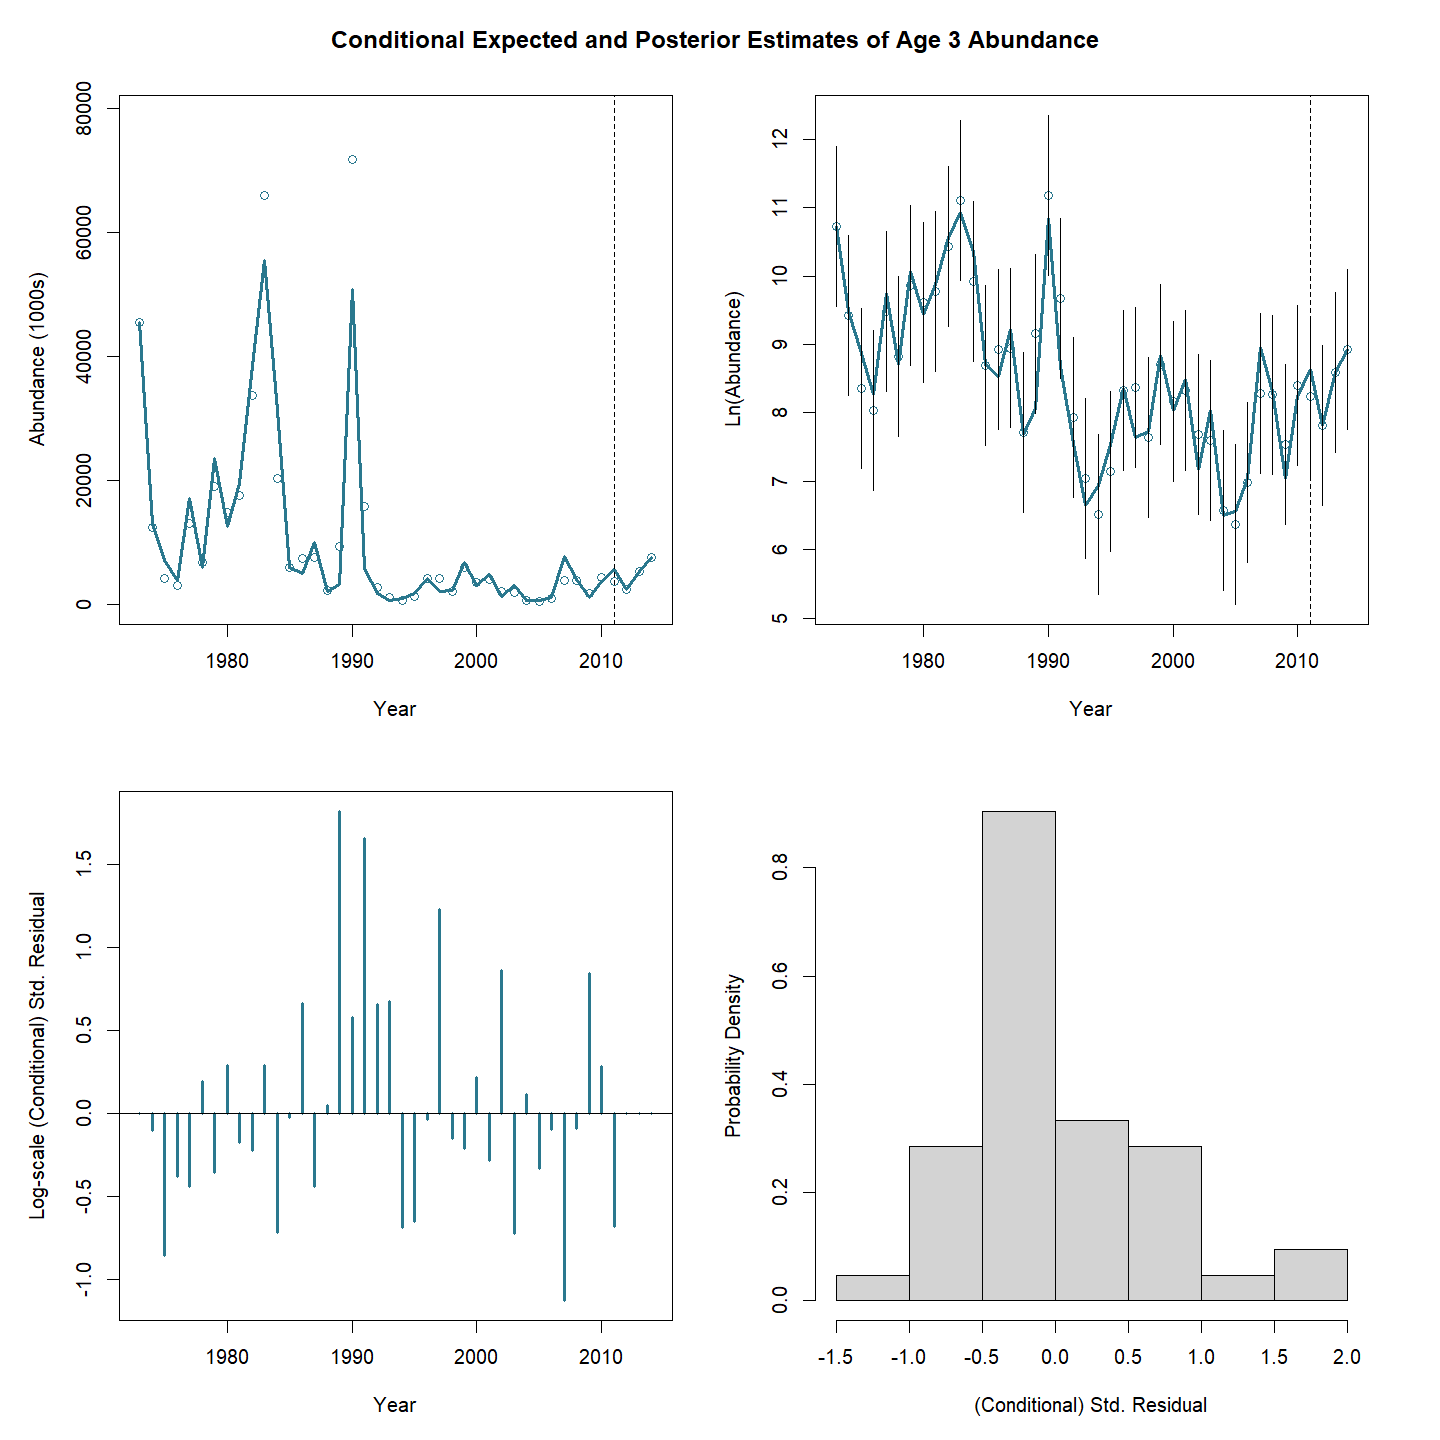 Conditional Expected and Posterior Estimates of Age 3 Abundance
Abundance (1000s)
80000
60000
40000
20000
0
1980 1990 2000 2010
Year
Ln(Abundance)
12
11
10
9
8
7
6
5
1980 1990 2000 2010
Year
Log-scale (Conditional) Std. Residual
1.5
1.0
0.5
0.0
-0.5
-1.0
1980 1990 2000 2010
Year
Probability Density
0.8
0.6
0.4
0.2
0.0
-1.5 -1.0 -0.5 0.0 0.5 1.0 1.5 2.0
(Conditional) Std. Residual